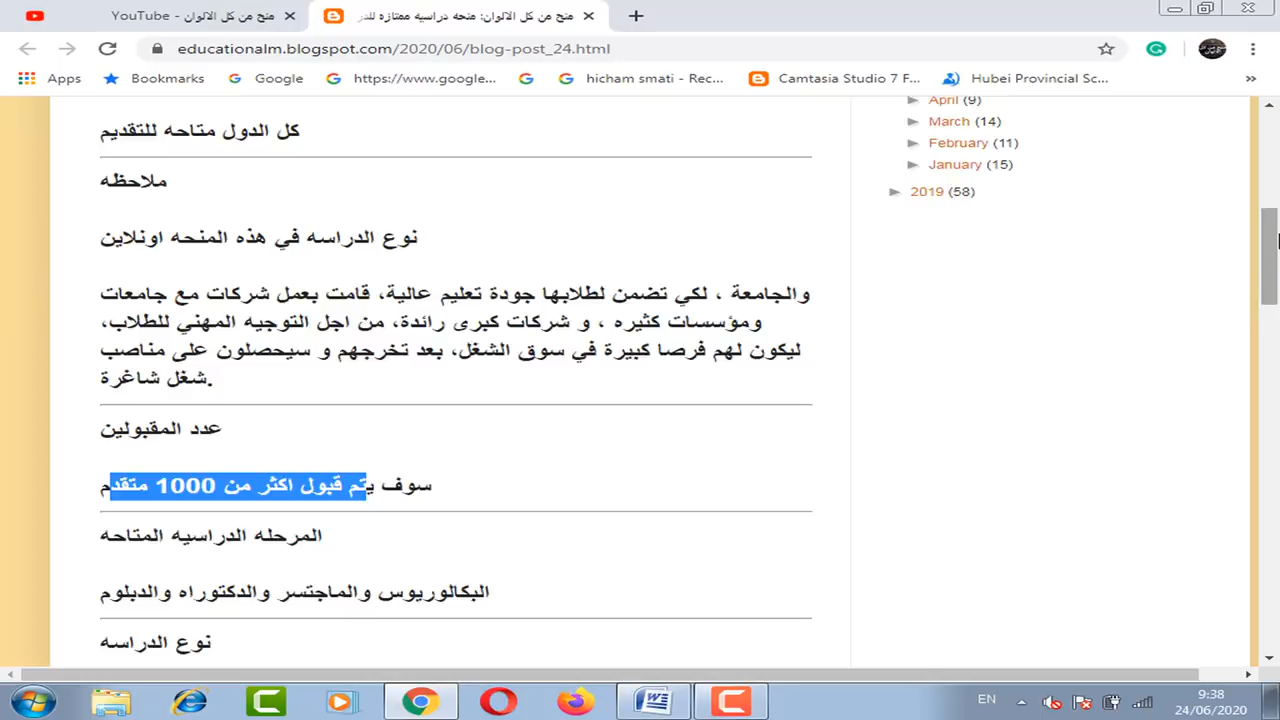 منح من كل الالوان - YouTube
منح من كل الالوان: منحه دراسيه ممتازه للدر
educationalm.blogspot.com/2020/06/blog-post_24.html
Apps
Bookmarks
Google
https://www.google...
hicham smati - Rec...
Camtasia Studio 7 F...
Hubei Provincial Sc...
»
April (9)
March (14)
February (11)
January (15)
2019 (58)
كل الدول متاحه للتقديم
ملاحظه
نوع الدراسه في هذه المنحه اونلاين
والجامعة ، لكي تضمن لطلابها جودة تعليم عالية، قامت بعمل شركات مع جامعات
ومؤسسات كثيره ، و شركات كبرى رائدة، من اجل التوجيه المهني للطلاب،
ليكون لهم فرصا كبيرة في سوق الشغل، بعد تخرجهم و سيحصلون على مناصب
شغل شاغرة.
عدد المقبولين
سوف يتم قبول اكثر من 1000 متقدم
المرحله الدراسيه المتاحه
البكالوريوس والماجتسر والدكتوراه والدبلوم
نوع الدراسه
EN
9:38
24/06/2020